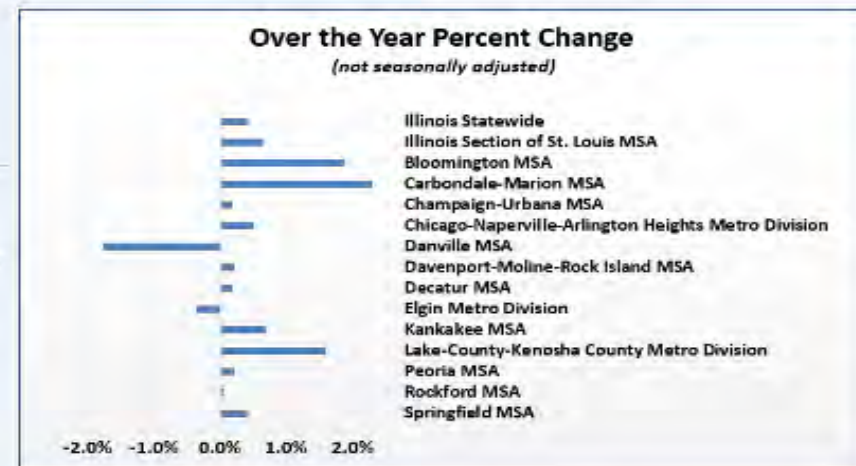 Over the Year Percent Change
(not seasonally adjusted)
Illinois Statewide
Illinois Section of St. Louis MSA
Bloomington MSA
Carbondale-Marion MSA
Champaign-Urbana MSA
Chicago-Naperville-Arlington Heights Metro Division
Danville MSA
Davenport-Moline-Rock Island MSA
Decatur MSA
Elgin Metro Division
Kankakee MSA
Lake-County-Kenosha County Metro Division
Peoria MSA
Rockford MSA
Springfield MSA
-2.0% -1.0% 0.0% 1.0% 2.0%